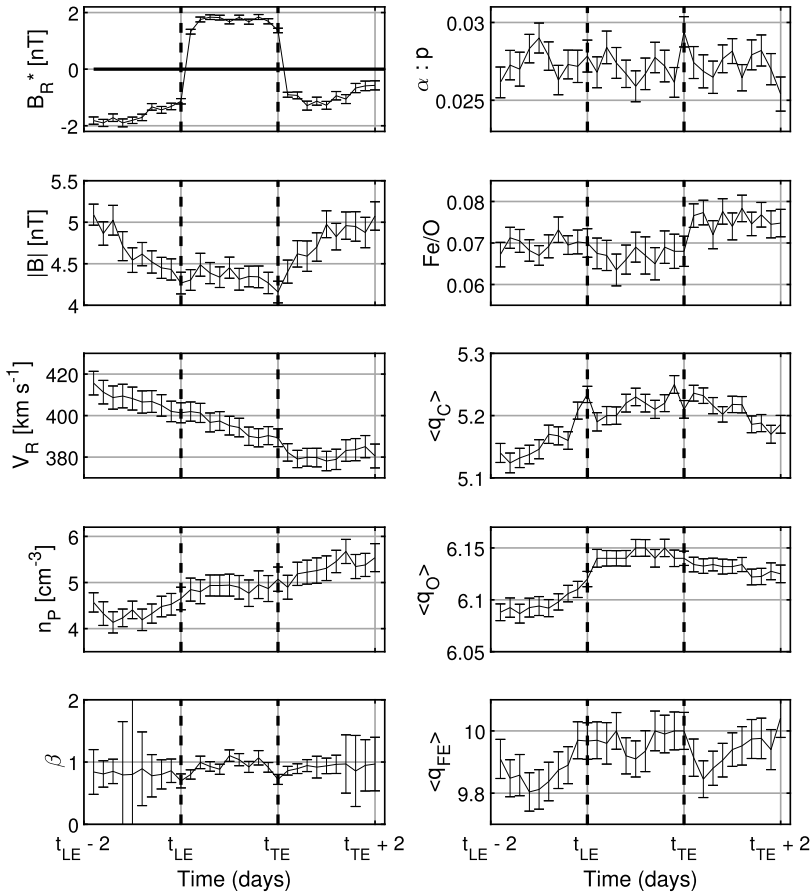 B_R* [nT]
2
0
-2
α : p
0.03
0.025
|B| [nT]
5.5
5
4.5
4
Fe/O
0.08
0.07
0.06
V_R [km s^-1]
420
400
380
<q_C>
5.3
5.2
5.1
n_P [cm^-3]
6
5
4
<q_O>
6.15
6.1
6.05
β
2
1
0
<q_FE>
10
9.8
t_LE - 2
t_LE
t_TE
t_TE + 2
Time (days)
t_LE - 2
t_LE
t_TE
t_TE + 2
Time (days)